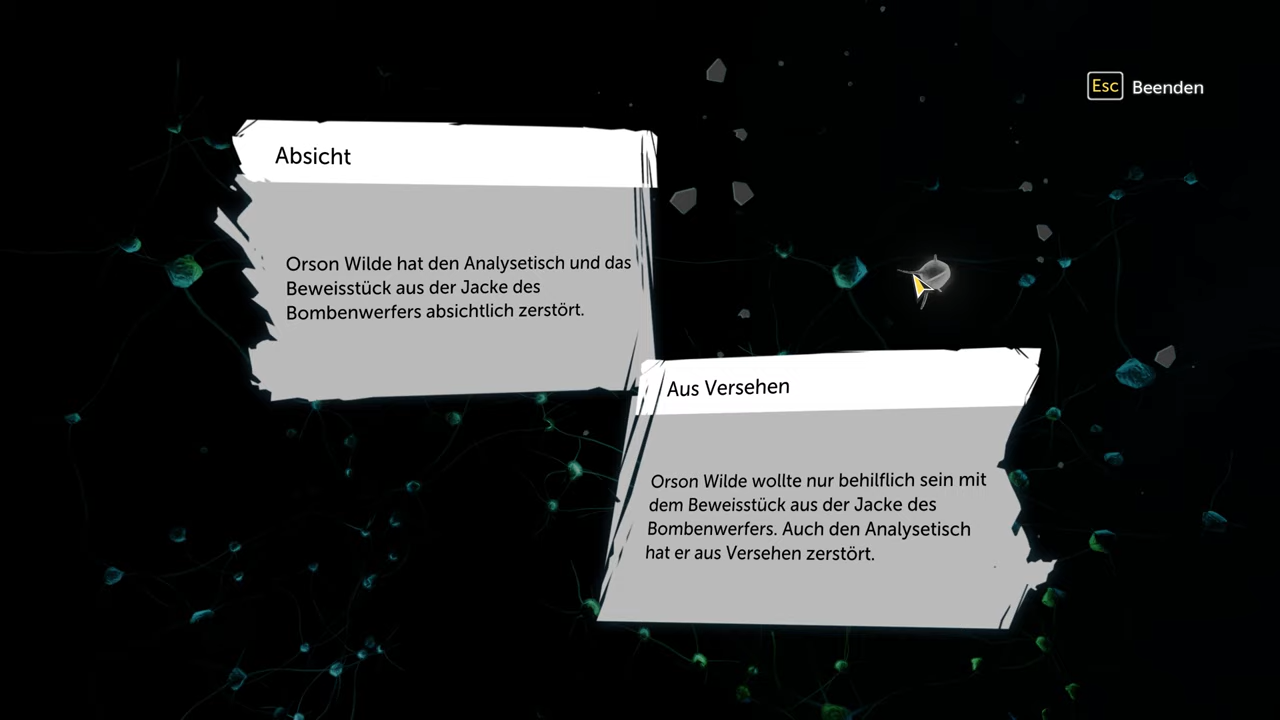 Esc Beenden
Absicht
Orson Wilde hat den Analysetisch und das
Beweisstück aus der Jacke des
Bombenwerfers absichtlich zerstört.
Aus Versehen
Orson Wilde wollte nur behilflich sein mit
dem Beweisstück aus der Jacke des
Bombenwerfers. Auch den Analysetisch
hat er aus Versehen zerstört.